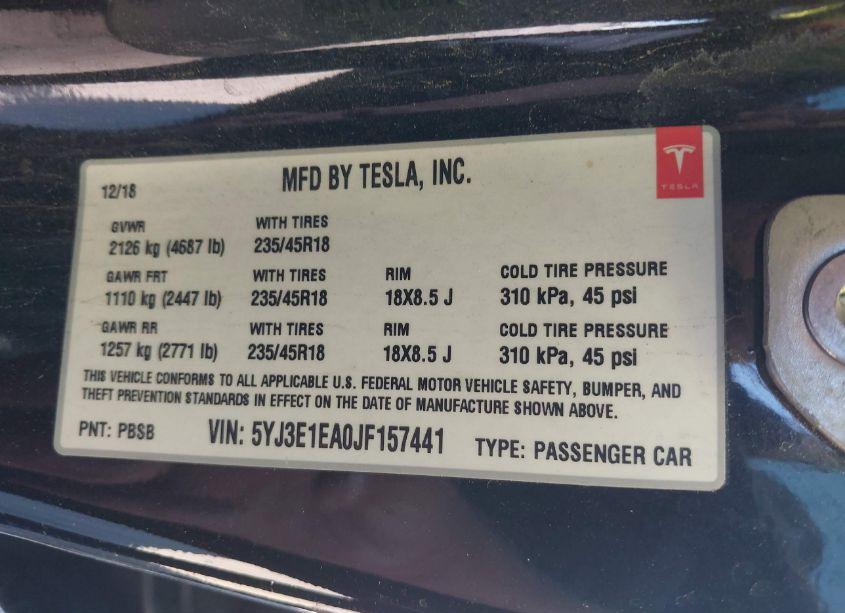 12/18 MFD BY TESLA, INC.
TESLA
GVWR WITH TIRES
2126 kg (4687 lb) 235/45R18
GAWR FRT WITH TIRES RIM COLD TIRE PRESSURE
1110 kg (2447 lb) 235/45R18 18X8.5 J 310 kPa, 45 psi
GAWR RR WITH TIRES RIM COLD TIRE PRESSURE
1257 kg (2771 lb) 235/45R18 18X8.5 J 310 kPa, 45 psi
THIS VEHICLE CONFORMS TO ALL APPLICABLE U.S. FEDERAL MOTOR VEHICLE SAFETY, BUMPER, AND
THEFT PREVENTION STANDARDS IN EFFECT ON THE DATE OF MANUFACTURE SHOWN ABOVE.
PNT: PBSB VIN: 5YJ3E1EA0JF157441 TYPE: PASSENGER CAR